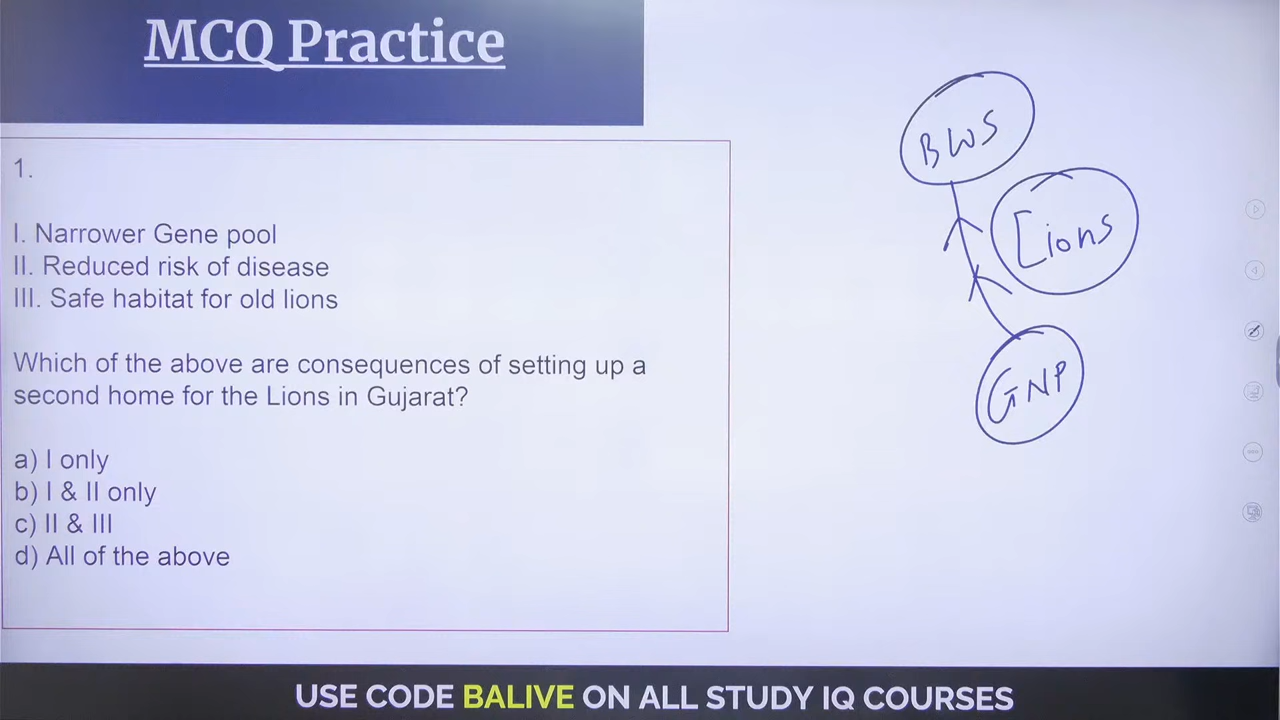 MCQ Practice
1.
I. Narrower Gene pool
II. Reduced risk of disease
III. Safe habitat for old lions
Which of the above are consequences of setting up a
second home for the Lions in Gujarat?
a) I only
b) I & II only
c) II & III
d) All of the above
BWS
Lions
GNP
USE CODE BALIVE ON ALL STUDY IQ COURSES